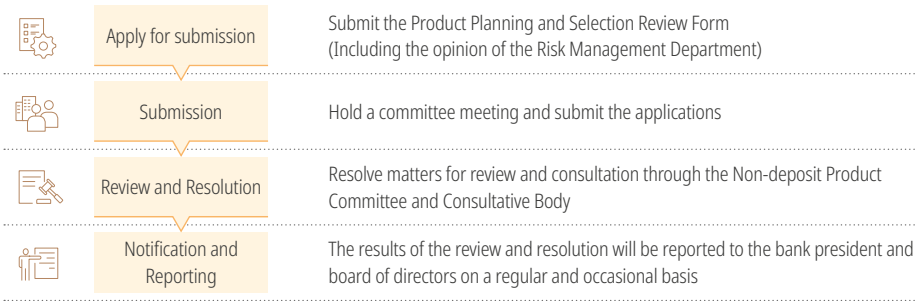 Apply for submission
Submit the Product Planning and Selection Review Form
(Including the opinion of the Risk Management Department)
Submission
Hold a committee meeting and submit the applications
Review and Resolution
Resolve matters for review and consultation through the Non-deposit Product
Committee and Consultative Body
Notification and
Reporting
The results of the review and resolution will be reported to the bank president and
board of directors on a regular and occasional basis